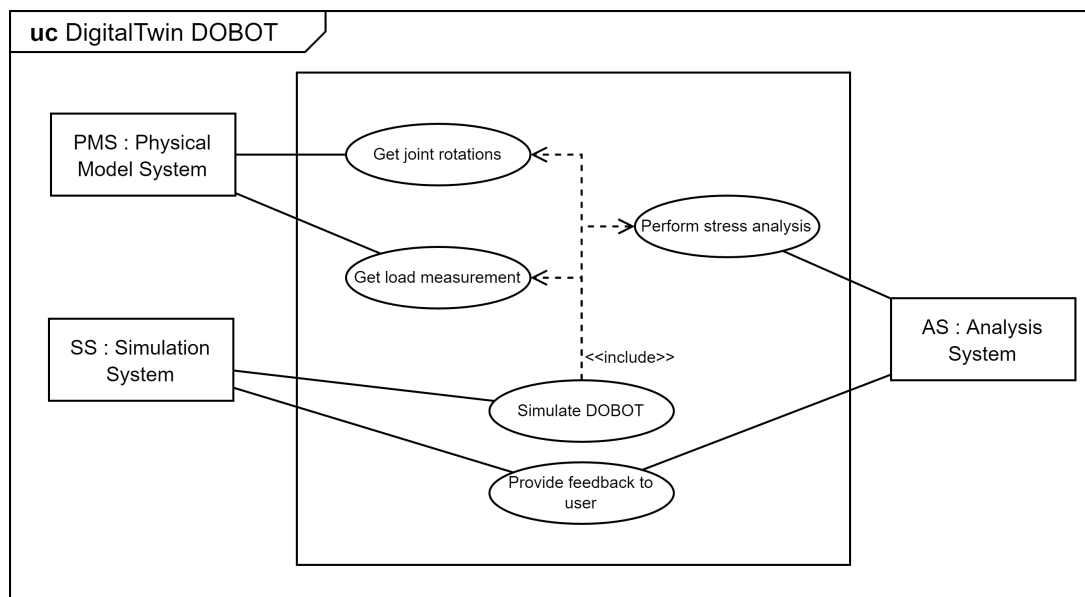 uc DigitalTwin DOBOT
PMS : Physical
Model System
Get joint rotations
Perform stress analysis
Get load measurement
SS : Simulation
System
AS : Analysis
System
<<include>>
Simulate DOBOT
Provide feedback to
user